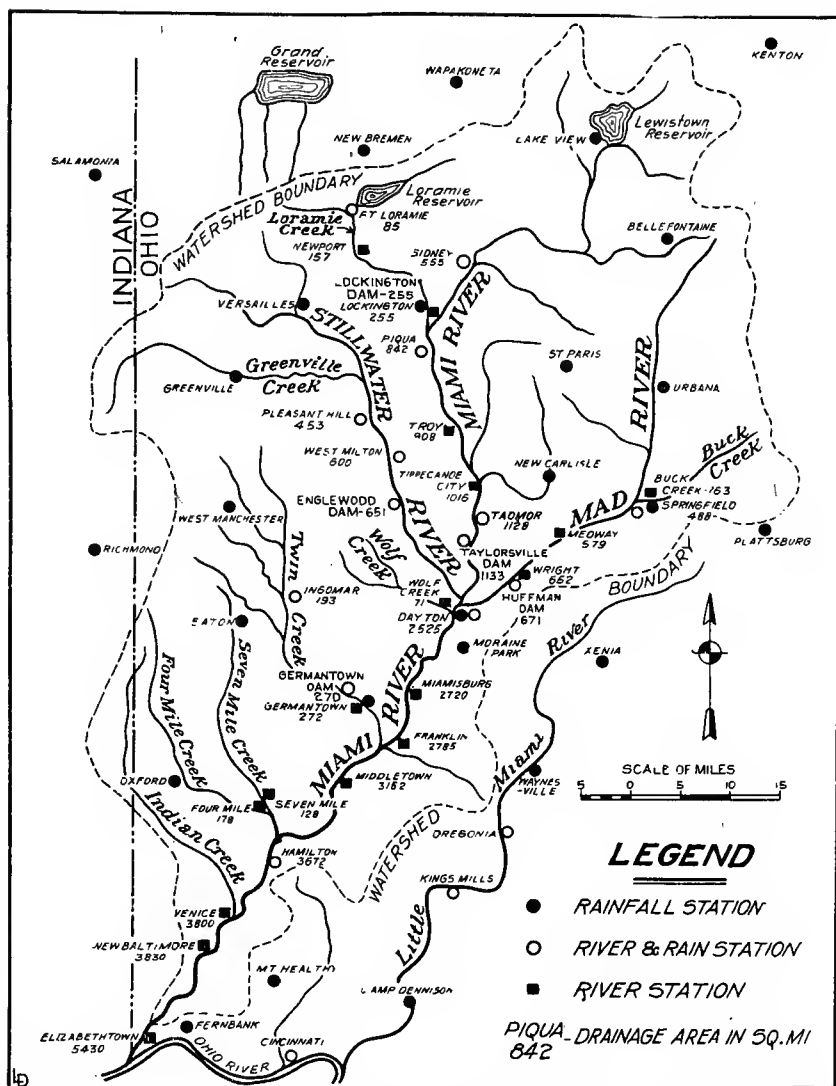 Grand
Reservoir
KENTON
WAPAKONETA
Lewistown
Reservoir
LAKE VIEW
NEW BREMEN
SALAMONIA
INDIANA
OHIO
WATERSHED BOUNDARY
Loramie
Reservoir
FT LORAMIE
85
Loramie
Creek
NEWPORT
157
BELLEFONTAINE
SIDNEY
555
LOCKINGTON
DAM-255
LOCKINGTON
255
VERSAILLES
STILLWATER
RIVER
PIQUA
842
MIAMI RIVER
ST PARIS
MAD
RIVER
Greenville
Creek
GREENVILLE
URBANA
PLEASANT HILL
453
TROY
908
Buck
Creek
WEST MILTON
600
TIPPECANOE
CITY
1016
NEW CARLISLE
BUCK
CREEK-163
SPRINGFIELD
488
ENGLEWOOD
DAM-651
TADMOR
1128
WEST MANCHESTER
MEDWAY
579
PLATTSBURG
RICHMOND
Twin
Creek
Wolf
Creek
TAYLORSVILLE
DAM
1133
WRIGHT
652
BOUNDARY
INGOMAR
193
WOLF
CREEK
71
HUFFMAN
DAM
671
EATON
DAYTON
2525
MORAINE
PARK
River
XENIA
Four Mile Creek
Seven Mile Creek
GERMANTOWN
DAM
270
GERMANTOWN
272
MIAMISBURG
2720
MIAMI RIVER
FRANKLIN
2785
Miami
SCALE OF MILES
5 0 5 10 15
OXFORD
MIDDLETOWN
3162
WAYNES-
-VILLE
FOUR MILE
178
SEVEN MILE
128
Indian Creek
WATERSHED
OREGONIA
HAMILTON
3672
LEGEND
KINGS MILLS
RAINFALL STATION
VENICE
3800
Little
RIVER & RAIN STATION
NEW BALTIMORE
3830
MT HEALTHY
CAMP DENNISON
RIVER STATION
FERNBANK
ELIZABETHTOWN
5430
CINCINNATI
OHIO RIVER
PIQUA
842
-DRAINAGE AREA IN SQ.MI